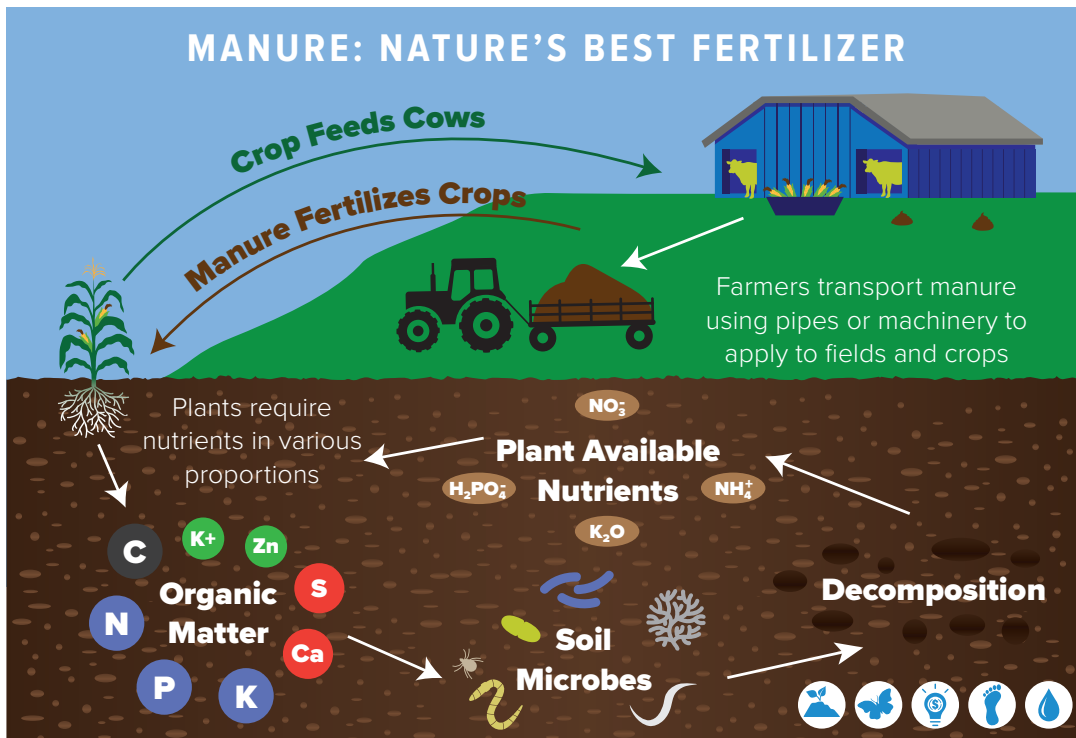 MANURE: NATURE'S BEST FERTILIZER
Crop Feeds Cows
Manure Fertilizes Crops
Farmers transport manure
using pipes or machinery to
apply to fields and crops
Plants require
nutrients in various
proportions
NO₃⁻
Plant Available
Nutrients
H₂PO₄⁻
NH₄⁺
K₂O
C
K+
Zn
S
Organic
Matter
N
Ca
P
K
Soil
Microbes
Decomposition
$